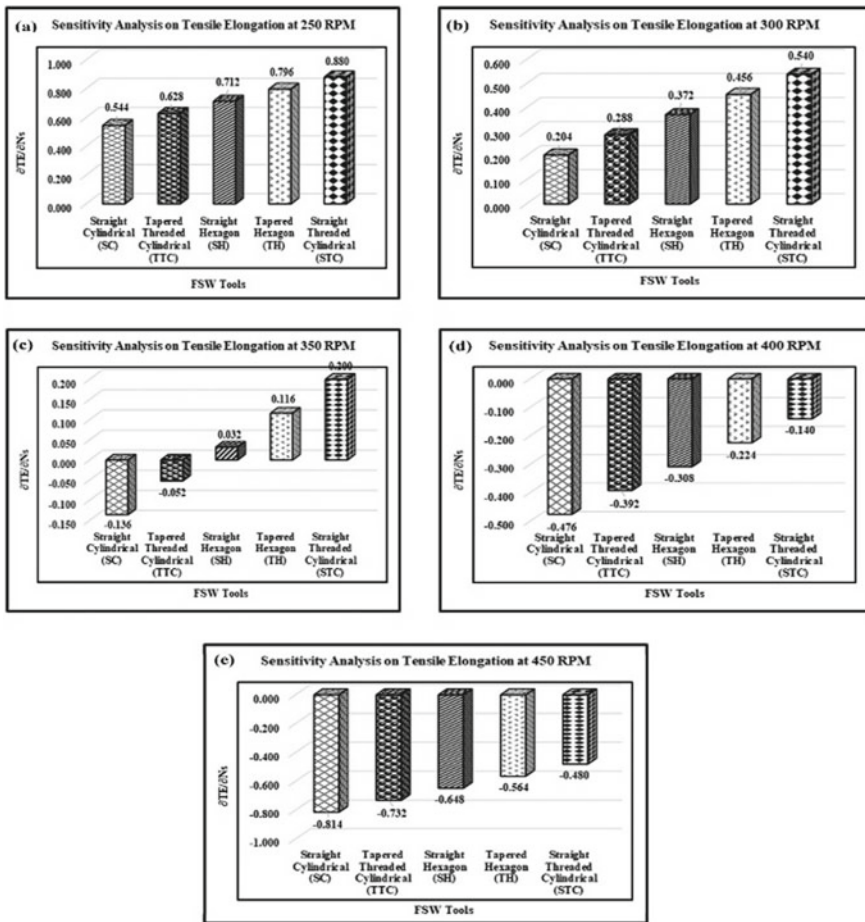 (a) Sensitivity Analysis on Tensile Elongation at 250 RPM
1.000
0.800
0.600
0.400
0.200
0.000
∂TE/∂Ns
0.544
0.628
0.712
0.796
0.880
Straight Cylindrical (SC)
Tapered Threaded Cylindrical (TTC)
Straight Hexagon (SH)
Tapered Hexagon (TH)
Straight Threaded Cylindrical (STC)
FSW Tools
(b) Sensitivity Analysis on Tensile Elongation at 300 RPM
0.600
0.500
0.400
0.300
0.200
0.100
0.000
∂TE/∂Ns
0.204
0.288
0.372
0.456
0.540
Straight Cylindrical (SC)
Tapered Threaded Cylindrical (TTC)
Straight Hexagon (SH)
Tapered Hexagon (TH)
Straight Threaded Cylindrical (STC)
FSW Tools
(c) Sensitivity Analysis on Tensile Elongation at 350 RPM
0.200
0.150
0.100
0.050
0.000
-0.050
-0.100
-0.150
∂TE/∂Ns
-0.136
-0.052
0.032
0.116
0.200
Straight Cylindrical (SC)
Tapered Threaded Cylindrical (TTC)
Straight Hexagon (SH)
Tapered Hexagon (TH)
Straight Threaded Cylindrical (STC)
FSW Tools
(d) Sensitivity Analysis on Tensile Elongation at 400 RPM
0.000
-0.100
-0.200
-0.300
-0.400
-0.500
∂TE/∂Ns
-0.476
-0.392
-0.308
-0.224
-0.140
Straight Cylindrical (SC)
Tapered Threaded Cylindrical (TTC)
Straight Hexagon (SH)
Tapered Hexagon (TH)
Straight Threaded Cylindrical (STC)
FSW Tools
(e) Sensitivity Analysis on Tensile Elongation at 450 RPM
0.000
-0.200
-0.400
-0.600
-0.800
-1.000
∂TE/∂Ns
-0.814
-0.732
-0.648
-0.564
-0.480
Straight Cylindrical (SC)
Tapered Threaded Cylindrical (TTC)
Straight Hexagon (SH)
Tapered Hexagon (TH)
Straight Threaded Cylindrical (STC)
FSW Tools